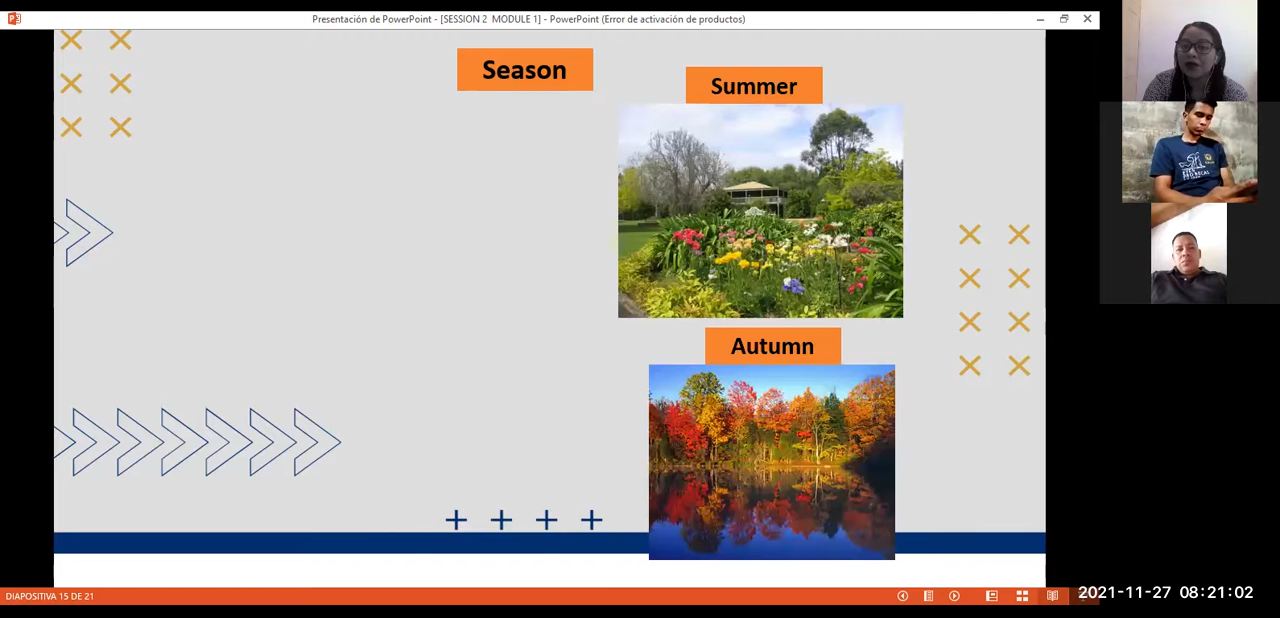 Presentación de PowerPoint - [SESSION 2 MODULE 1] - PowerPoint (Error de activación de productos)
Season
Summer
Autumn
DIAPOSITIVA 15 DE 21
2021-11-27 08:21:02